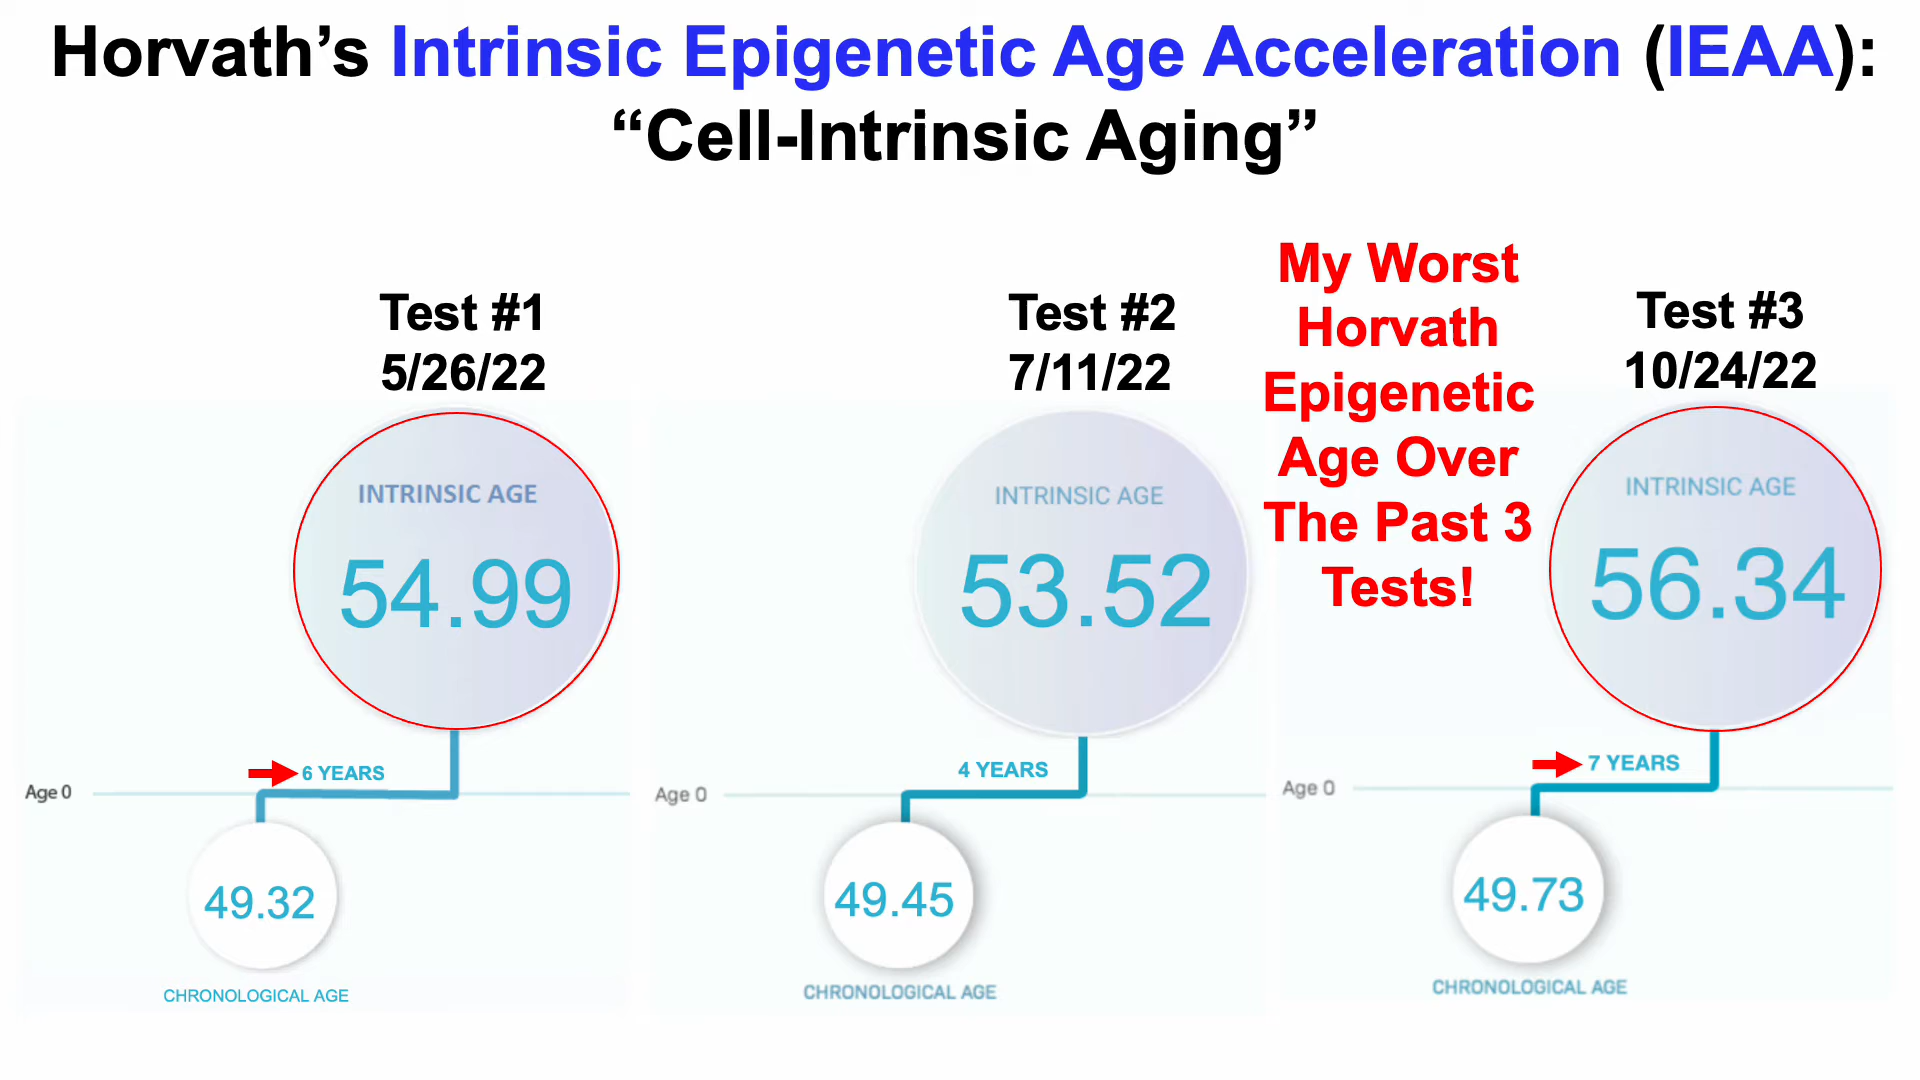 Horvath’s Intrinsic Epigenetic Age Acceleration (IEAA):
“Cell-Intrinsic Aging”
Test #1
5/26/22
INTRINSIC AGE
54.99
6 YEARS
Age 0
49.32
CHRONOLOGICAL AGE
Test #2
7/11/22
INTRINSIC AGE
53.52
4 YEARS
Age 0
49.45
CHRONOLOGICAL AGE
My Worst
Horvath
Epigenetic
Age Over
The Past 3
Tests!
Test #3
10/24/22
INTRINSIC AGE
56.34
7 YEARS
Age 0
49.73
CHRONOLOGICAL AGE